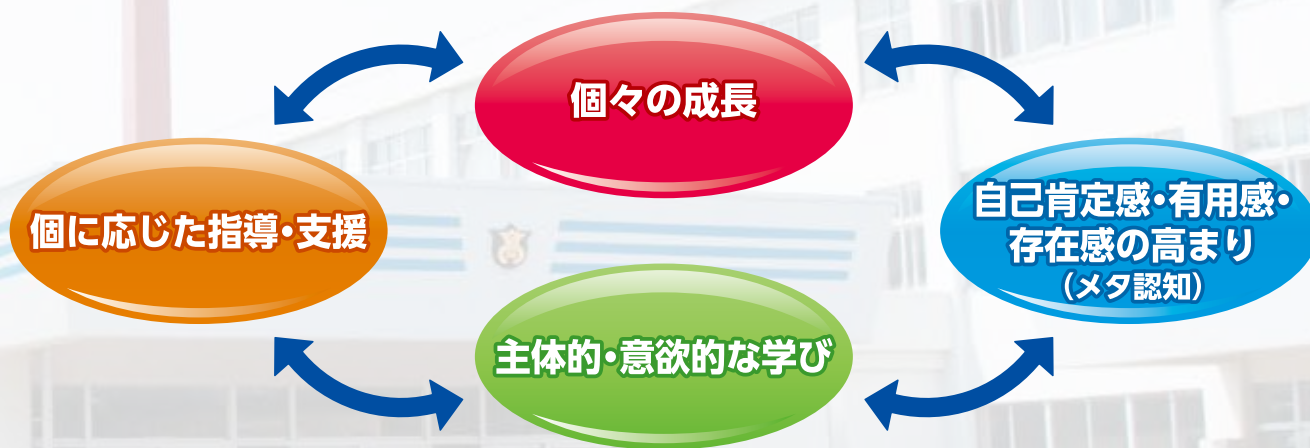 個々の成長
個に応じた指導・支援
自己肯定感・有用感・
存在感の高まり
（メタ認知）
主体的・意欲的な学び